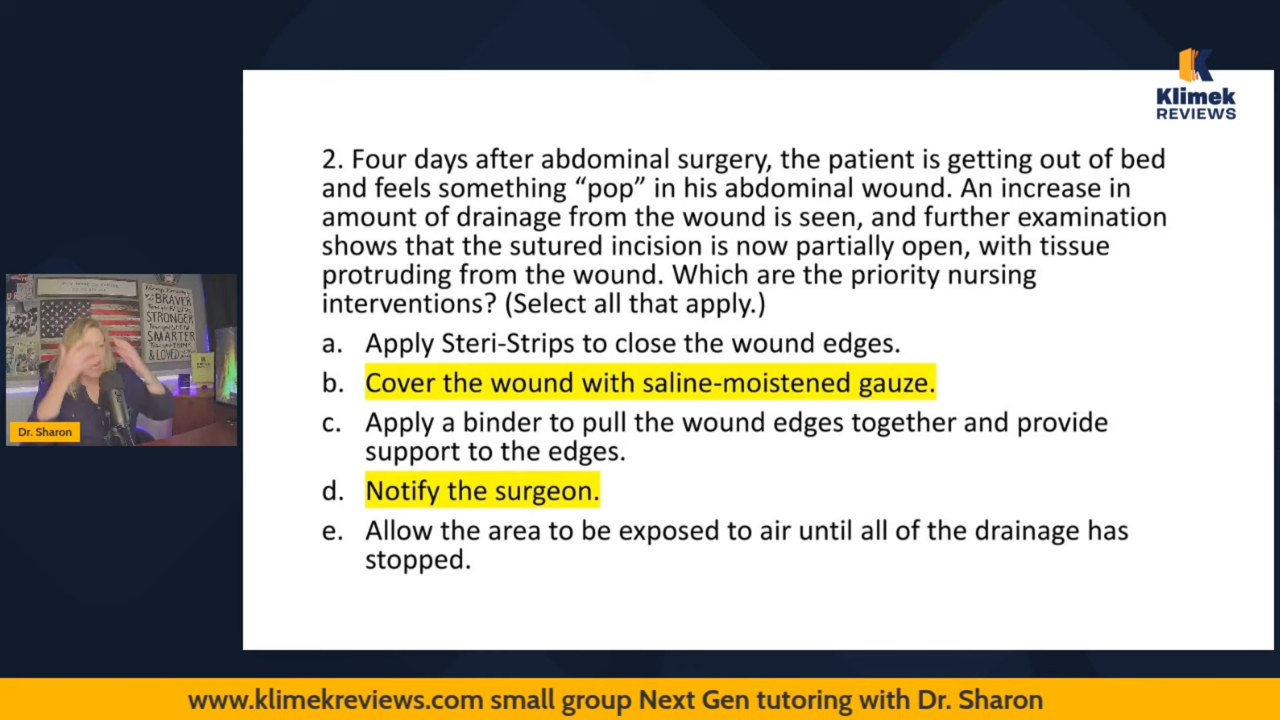 Klimek
REVIEWS
2. Four days after abdominal surgery, the patient is getting out of bed
and feels something “pop” in his abdominal wound. An increase in
amount of drainage from the wound is seen, and further examination
shows that the sutured incision is now partially open, with tissue
protruding from the wound. Which are the priority nursing
interventions? (Select all that apply.)
a. Apply Steri-Strips to close the wound edges.
b. Cover the wound with saline-moistened gauze.
c. Apply a binder to pull the wound edges together and provide
support to the edges.
d. Notify the surgeon.
e. Allow the area to be exposed to air until all of the drainage has
stopped.
BRAVER
STRONGER
SMARTER
& LOVED
Dr. Sharon
www.klimekreviews.com small group Next Gen tutoring with Dr. Sharon